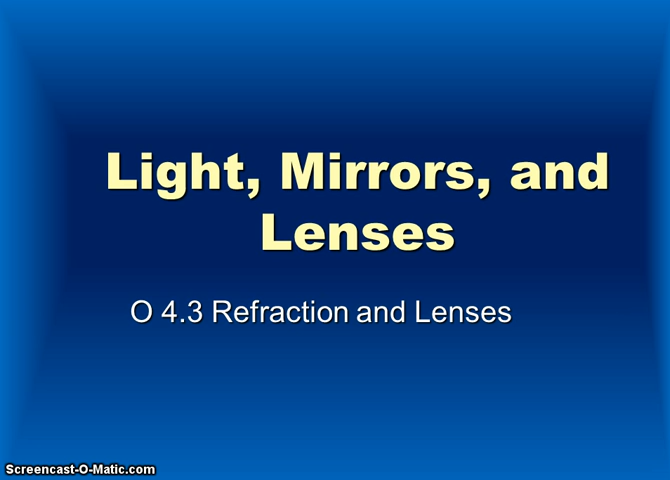 Light, Mirrors, and
Lenses
O 4.3 Refraction and Lenses
Screencast-O-Matic.com